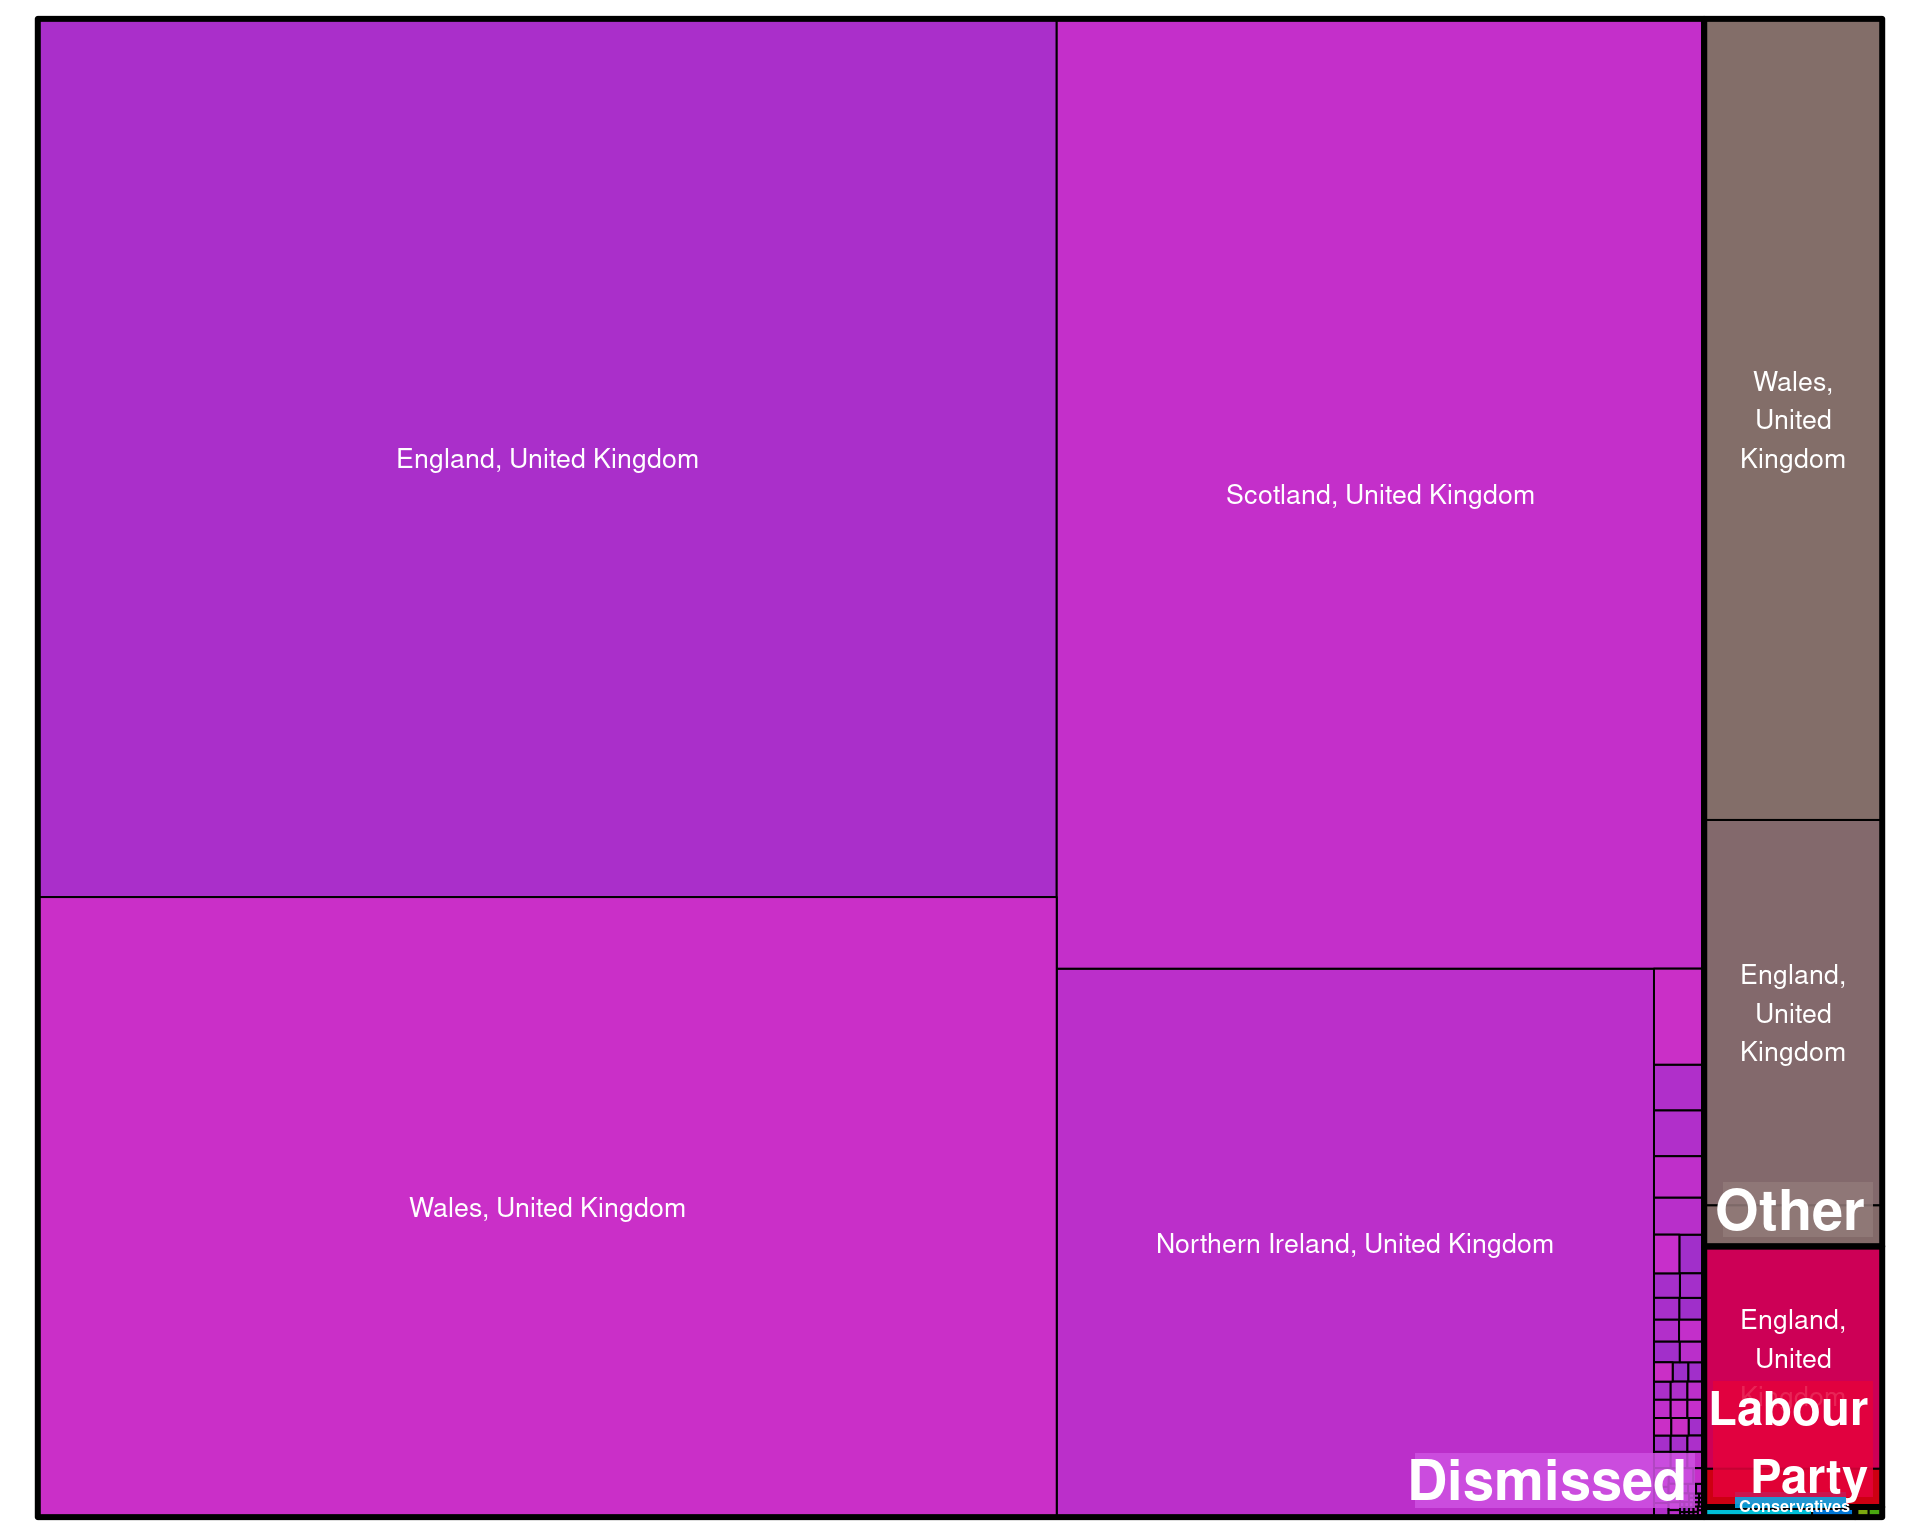 England, United Kingdom
Scotland, United Kingdom
Wales, United Kingdom
Northern Ireland, United Kingdom
Dismissed
Wales,
United
Kingdom
England,
United
Kingdom
Other
England,
United
Kingdom
Labour
Party
Conservatives